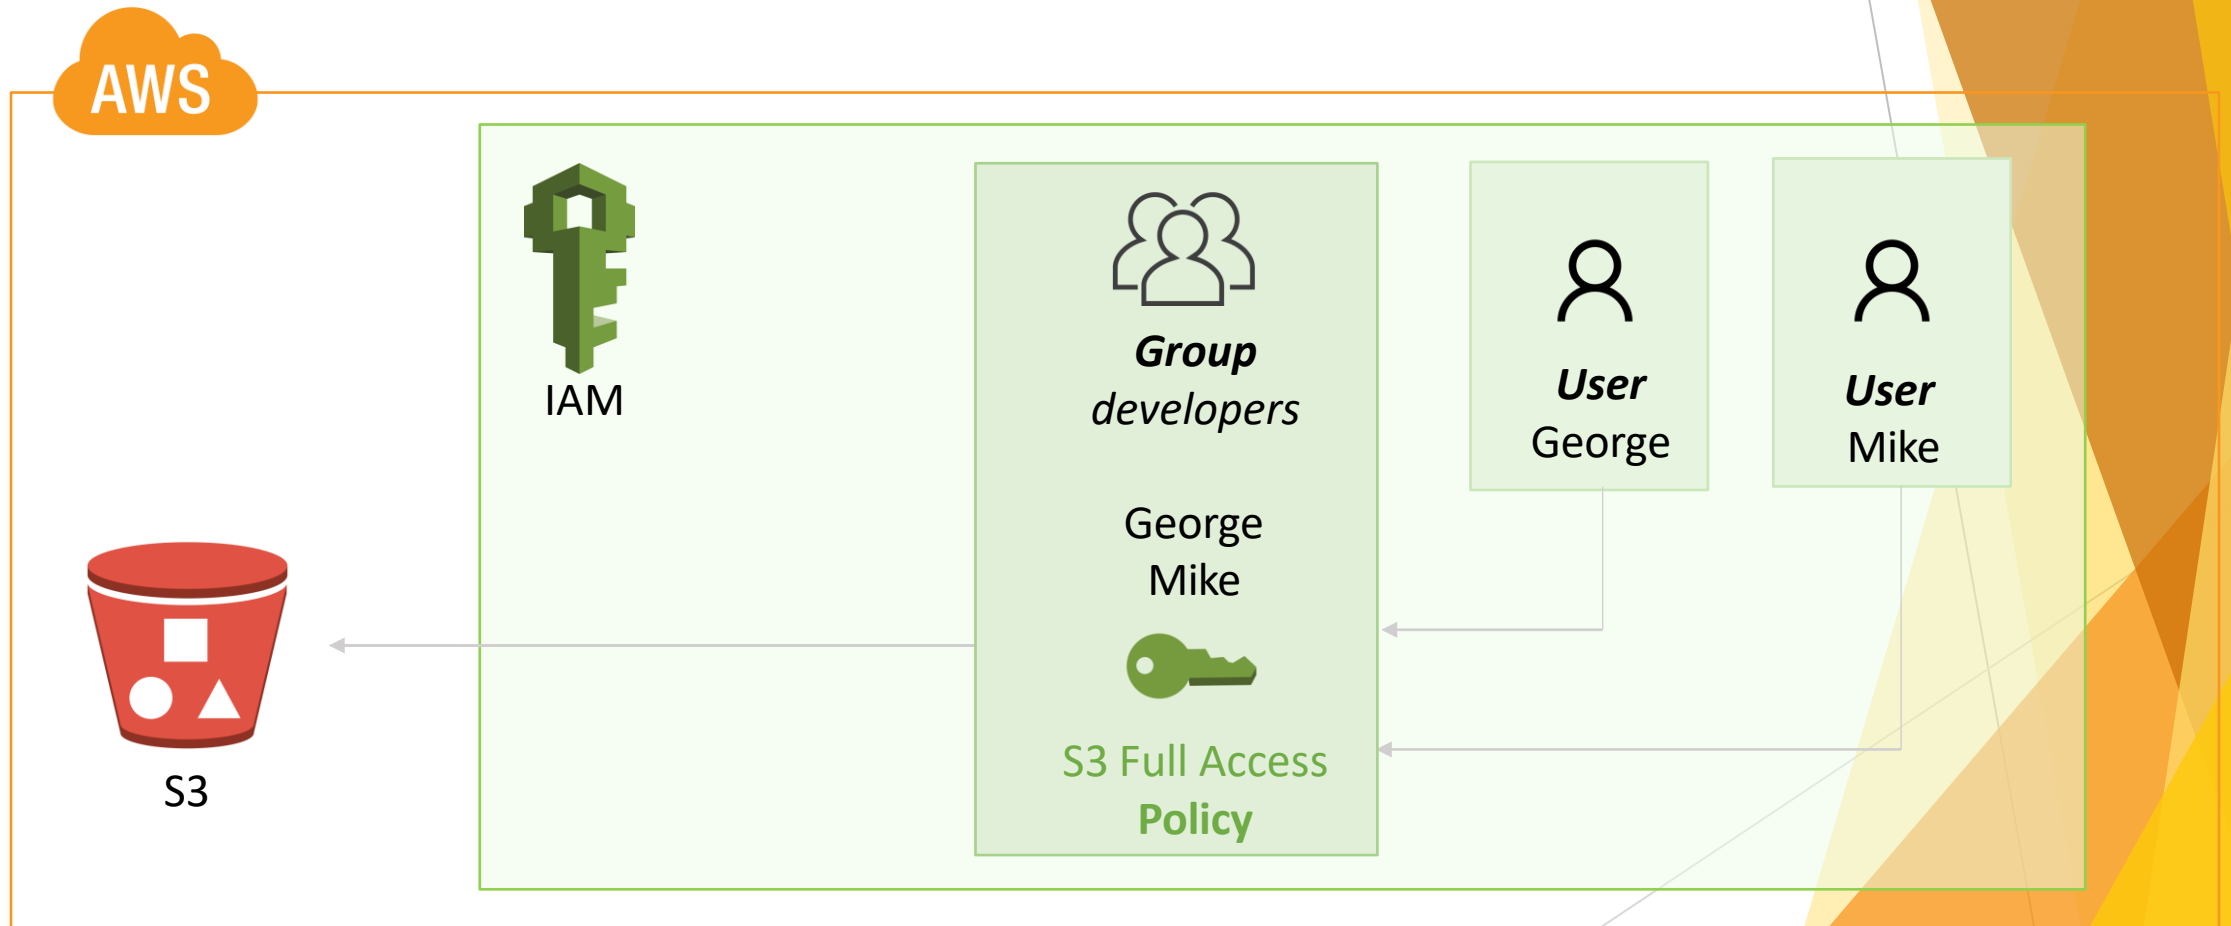 AWS
IAM
Group
developers
George
Mike
S3 Full Access
Policy
User
George
User
Mike
S3